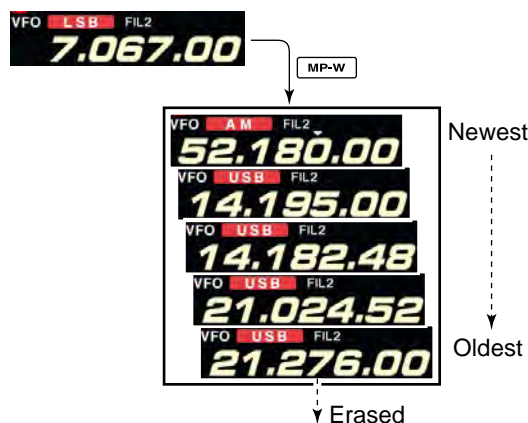 VFO LSB FIL2
7.067.00
MP-W
VFO AM FIL2
52.180.00
Newest
VFO USB FIL2
14.195.00
VFO USB FIL2
14.182.48
VFO USB FIL2
21.024.52
VFO USB FIL2
21.276.00
Oldest
Erased